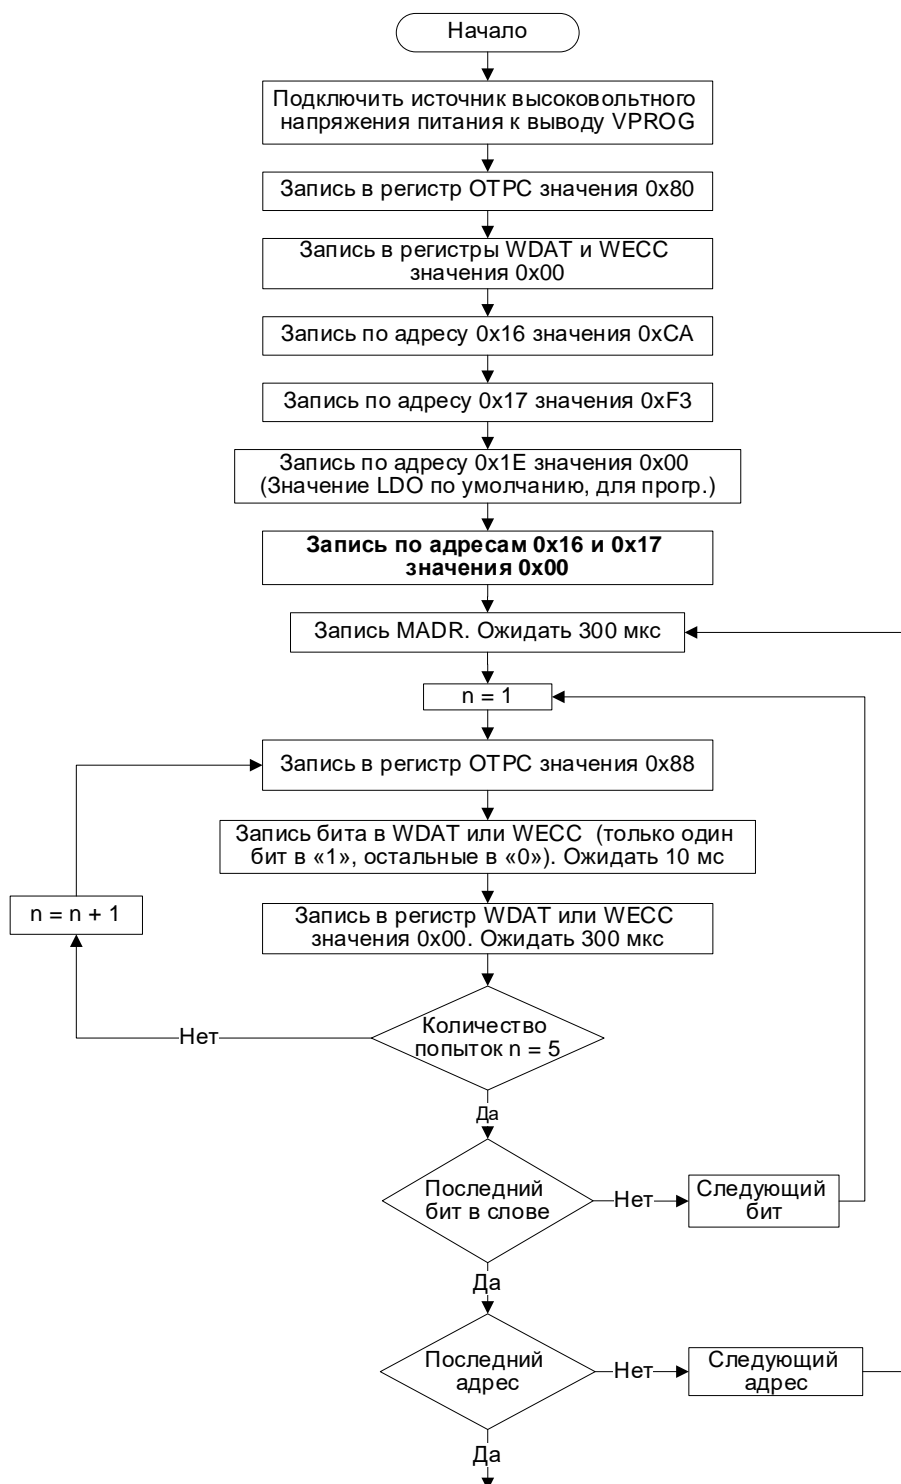 Начало
Подключить источник высоковольтного
напряжения питания к выводу VPROG
Запись в регистр OTPC значения 0x80
Запись в регистры WDAT и WECC
значения 0x00
Запись по адресу 0x16 значения 0xCA
Запись по адресу 0x17 значения 0xF3
Запись по адресу 0x1E значения 0x00
(Значение LDO по умолчанию, для прогр.)
Запись по адресам 0x16 и 0x17
значения 0x00
Запись MADR. Ожидать 300 мкс
n = 1
Запись в регистр OTPC значения 0x88
Запись бита в WDAT или WECC (только один
бит в «1», остальные в «0»). Ожидать 10 мс
n = n + 1
Запись в регистр WDAT или WECC
значения 0x00. Ожидать 300 мкс
Нет
Количество
попыток n = 5
Да
Последний
бит в слове
Нет
Следующий
бит
Да
Последний
адрес
Нет
Следующий
адрес
Да